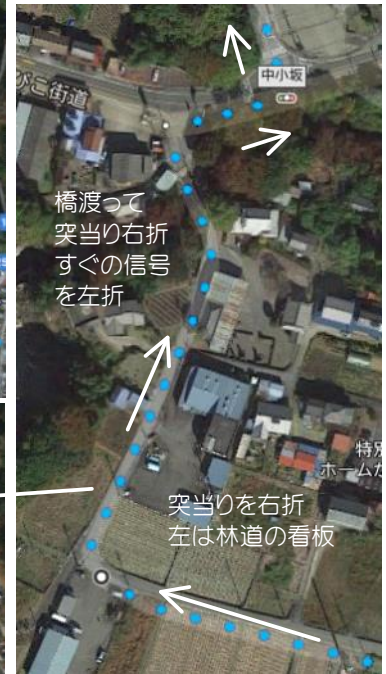 中小坂
びこ街道
橋渡って
突当り右折
すぐの信号
を左折
特別
ホームか
突当りを右折
左は林道の看板